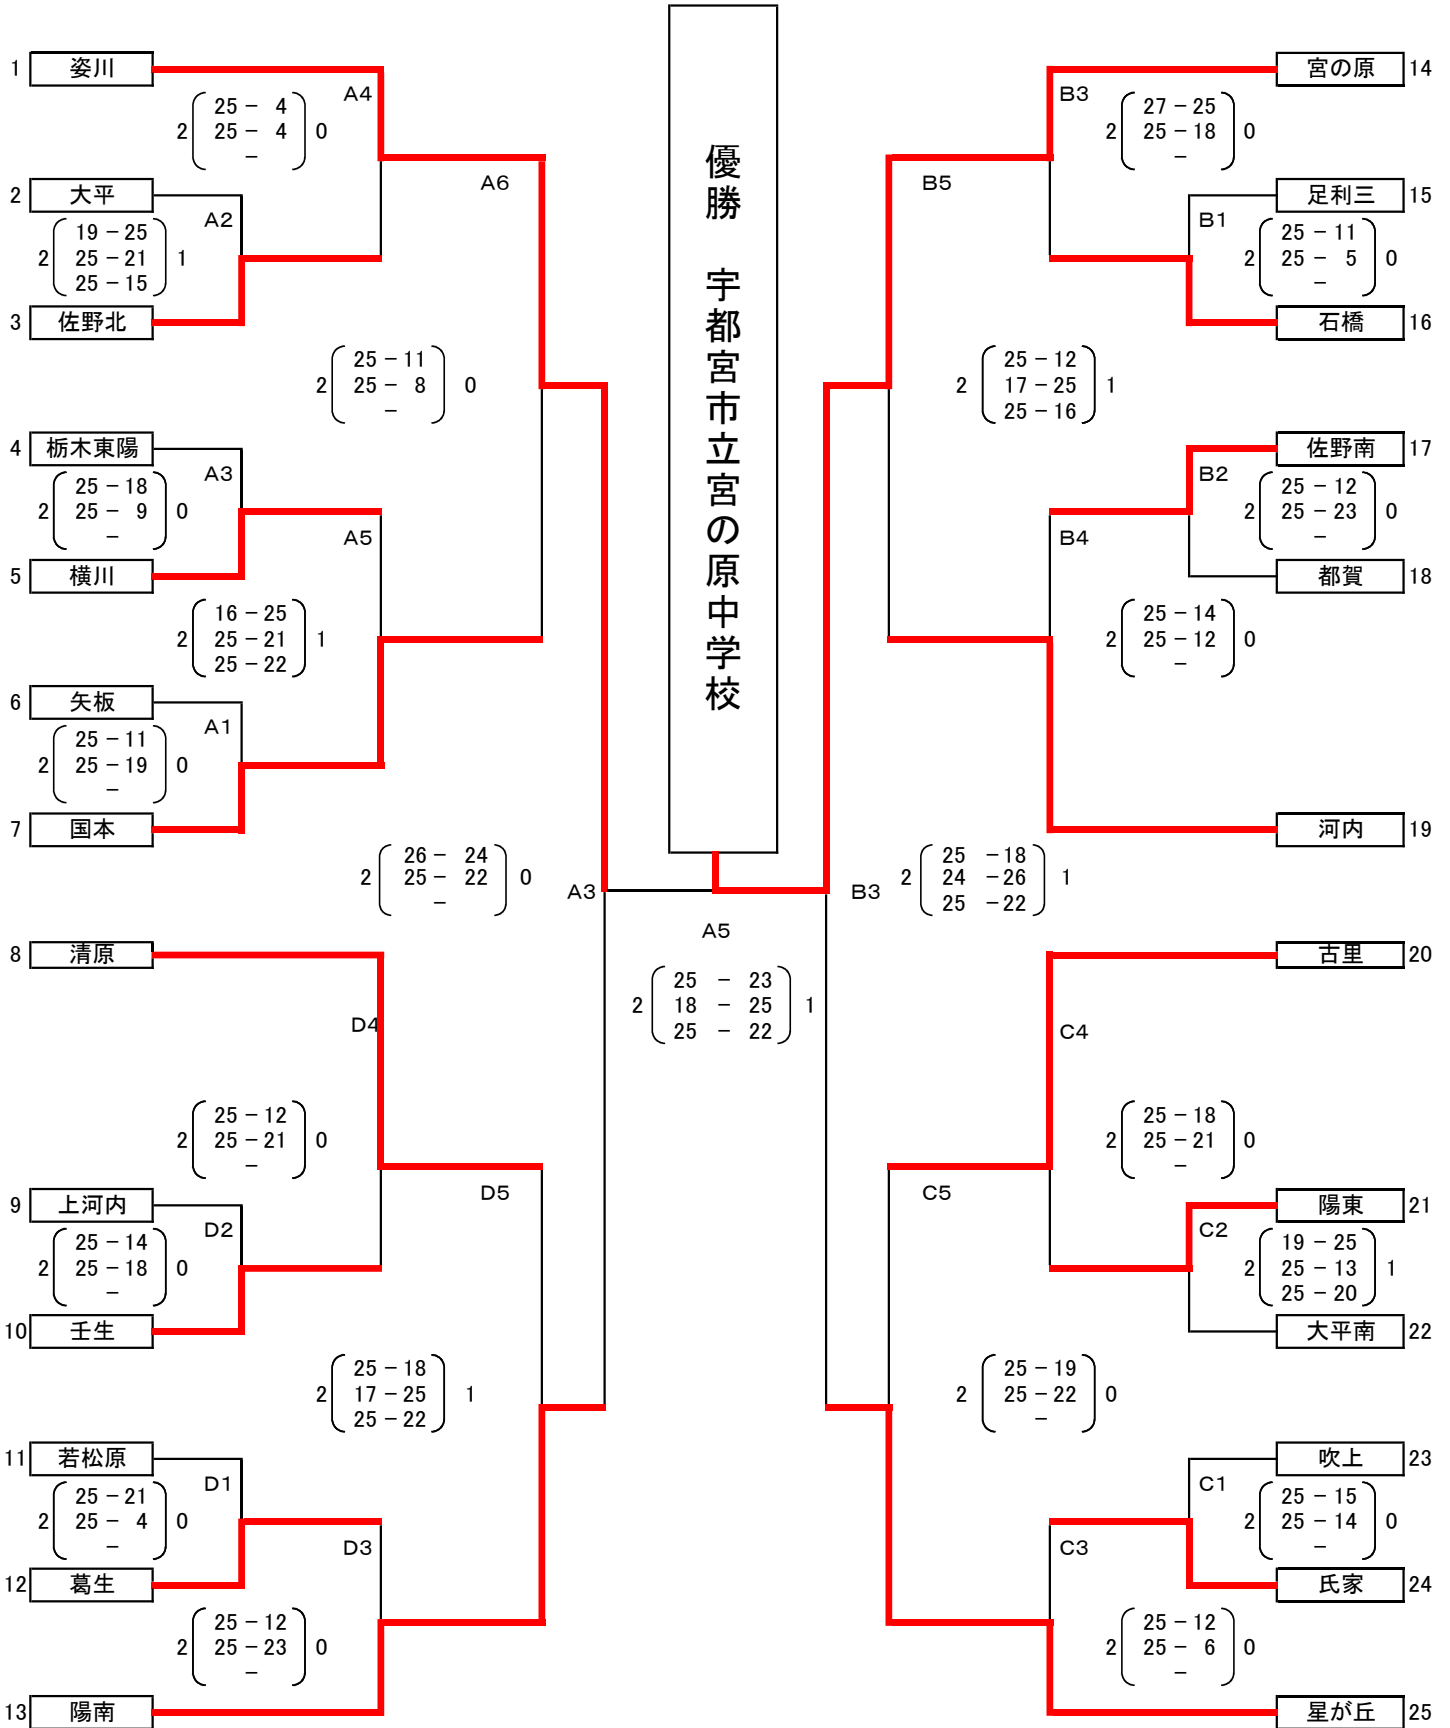 優勝　宇都宮市立宮の原中学校
1 姿川
A4
25 − 4
2 25 − 4 0
−
2 大平
A2
19 − 25
2 25 − 21 1
25 − 15
3 佐野北
A6
25 − 11
2 25 − 8 0
−
4 栃木東陽
A3
25 − 18
2 25 − 9 0
−
5 横川
A5
16 − 25
2 25 − 21 1
25 − 22
6 矢板
A1
25 − 11
2 25 − 19 0
−
7 国本
26 − 24
2 25 − 22 0
−
A3
8 清原
D4
25 − 12
2 25 − 21 0
−
9 上河内
D2
25 − 14
2 25 − 18 0
−
10 壬生
D5
25 − 18
2 17 − 25 1
25 − 22
11 若松原
D1
25 − 21
2 25 − 4 0
−
12 葛生
D3
25 − 12
2 25 − 23 0
−
13 陽南
A5
25 − 23
2 18 − 25 1
25 − 22
宮の原 14
B3
27 − 25
2 25 − 18 0
−
足利三 15
B1
25 − 11
2 25 − 5 0
−
石橋 16
B5
25 − 12
2 17 − 25 1
25 − 16
佐野南 17
B2
25 − 12
2 25 − 23 0
−
都賀 18
B4
25 − 14
2 25 − 12 0
−
河内 19
B3
25 − 18
2 24 − 26 1
25 − 22
古里 20
C4
25 − 18
2 25 − 21 0
−
陽東 21
C2
19 − 25
2 25 − 13 1
25 − 20
大平南 22
C5
25 − 19
2 25 − 22 0
−
吹上 23
C1
25 − 15
2 25 − 14 0
−
氏家 24
C3
25 − 12
2 25 − 6 0
−
星が丘 25